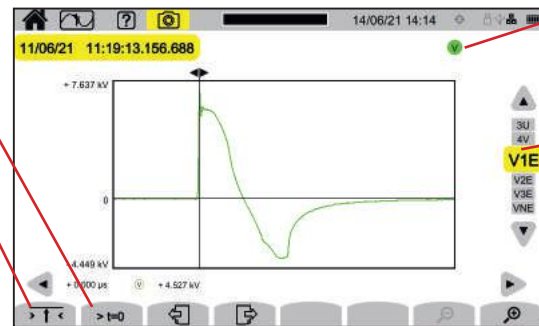 14/06/21 14:14
11/06/21 11:19:13.156.688
V
+ 7.637 kV
3U
4V
V1E
V2E
V3E
VNE
0
-4.449 kV
+ 0.000 µs V + 4.527 kV
> t=0